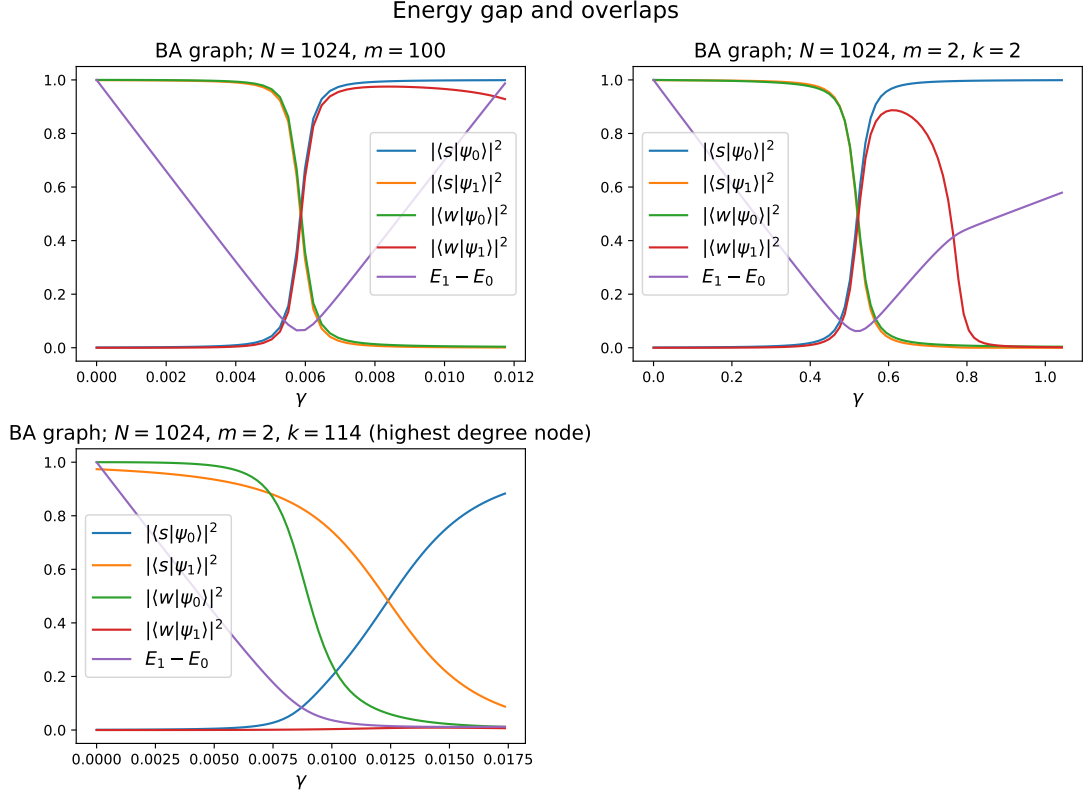 Energy gap and overlaps
BA graph; N = 1024, m = 100
1.0
0.8
0.6
0.4
0.2
0.0
|⟨s|ψ₀⟩|²
|⟨s|ψ₁⟩|²
|⟨w|ψ₀⟩|²
|⟨w|ψ₁⟩|²
E₁ − E₀
0.000 0.002 0.004 0.006 0.008 0.010 0.012
γ
BA graph; N = 1024, m = 2, k = 2
1.0
0.8
0.6
0.4
0.2
0.0
|⟨s|ψ₀⟩|²
|⟨s|ψ₁⟩|²
|⟨w|ψ₀⟩|²
|⟨w|ψ₁⟩|²
E₁ − E₀
0.0 0.2 0.4 0.6 0.8 1.0
γ
BA graph; N = 1024, m = 2, k = 114 (highest degree node)
1.0
0.8
0.6
0.4
0.2
0.0
|⟨s|ψ₀⟩|²
|⟨s|ψ₁⟩|²
|⟨w|ψ₀⟩|²
|⟨w|ψ₁⟩|²
E₁ − E₀
0.0000 0.0025 0.0050 0.0075 0.0100 0.0125 0.0150 0.0175
γ